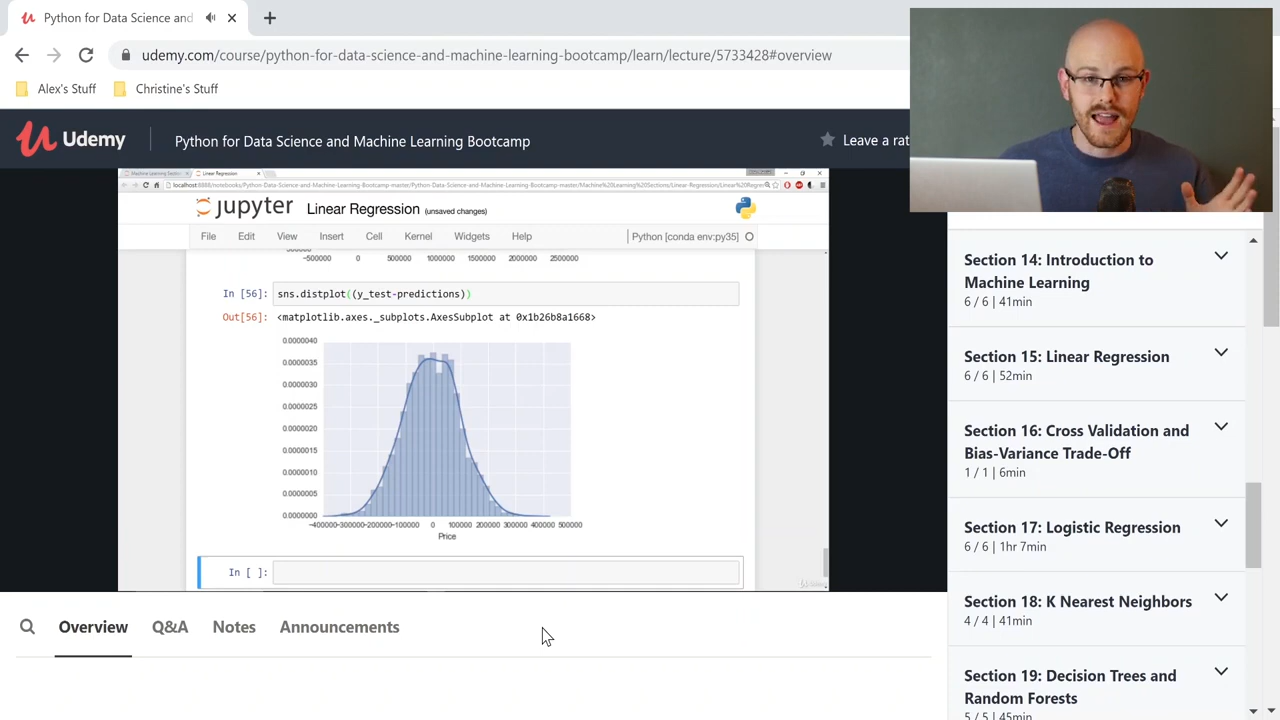 Python for Data Science and
udemy.com/course/python-for-data-science-and-machine-learning-bootcamp/learn/lecture/5733428#overview
Alex's Stuff
Christine's Stuff
Udemy
Python for Data Science and Machine Learning Bootcamp
Leave a rat
Linear Regression
jupyter
Linear Regression (unsaved changes)
File Edit View Insert Cell Kernel Widgets Help
Python [conda env:py35]
-500000 0 500000 1000000 1500000 2000000 2500000
In [56]: sns.distplot((y_test-predictions))
Out[56]: <matplotlib.axes._subplots.AxesSubplot at 0x1b26b8a1668>
0.0000040
0.0000035
0.0000030
0.0000025
0.0000020
0.0000015
0.0000010
0.0000005
0.0000000
-400000-300000-200000-100000 0 100000 200000 300000 400000 500000
Price
In [ ]:
Overview Q&A Notes Announcements
Section 14: Introduction to
Machine Learning
6 / 6 | 41min
Section 15: Linear Regression
6 / 6 | 52min
Section 16: Cross Validation and
Bias-Variance Trade-Off
1 / 1 | 6min
Section 17: Logistic Regression
6 / 6 | 1hr 7min
Section 18: K Nearest Neighbors
4 / 4 | 41min
Section 19: Decision Trees and
Random Forests
5 / 5 | 45min